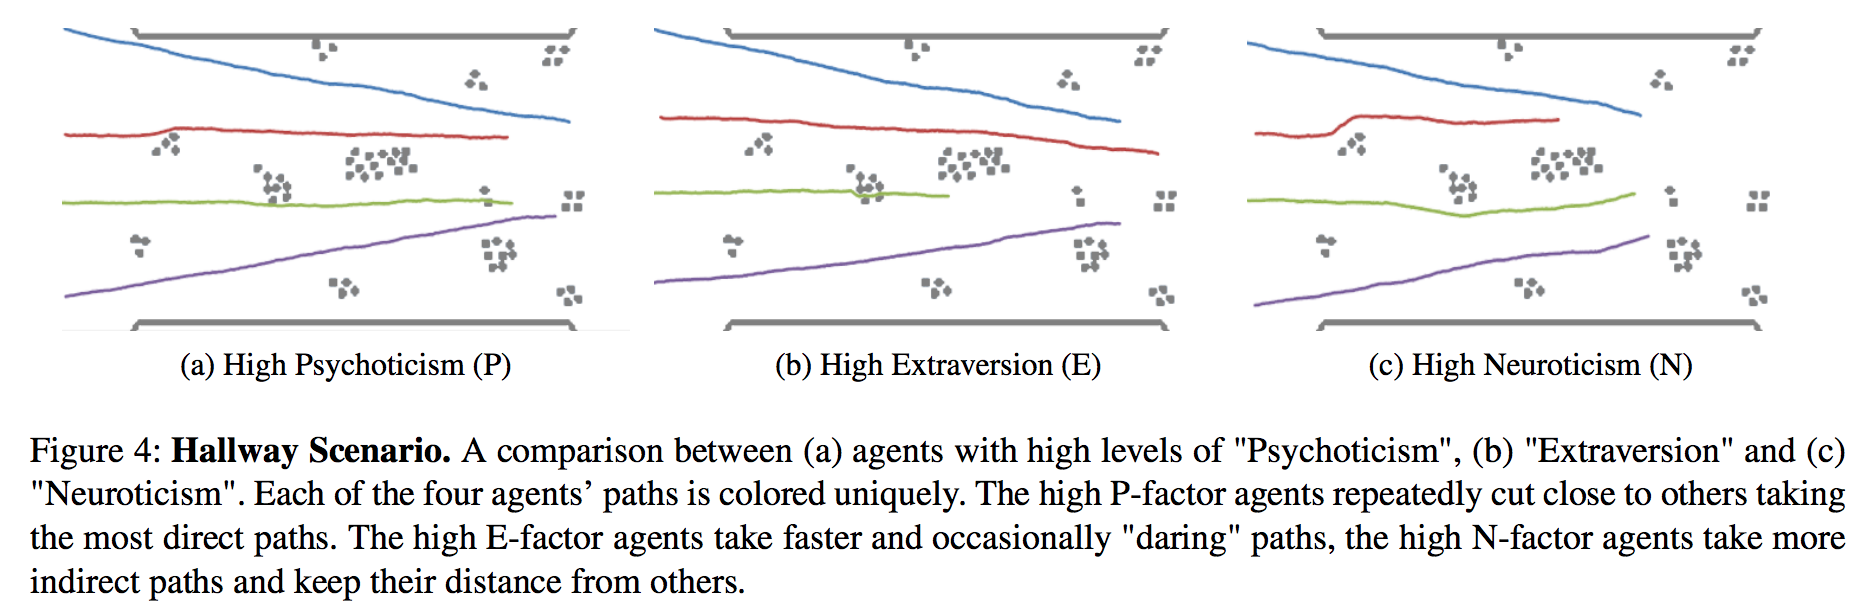 (a) High Psychoticism (P)
(b) High Extraversion (E)
(c) High Neuroticism (N)
Figure 4: Hallway Scenario. A comparison between (a) agents with high levels of "Psychoticism", (b) "Extraversion" and (c)
"Neuroticism". Each of the four agents’ paths is colored uniquely. The high P-factor agents repeatedly cut close to others taking
the most direct paths. The high E-factor agents take faster and occasionally "daring" paths, the high N-factor agents take more
indirect paths and keep their distance from others.